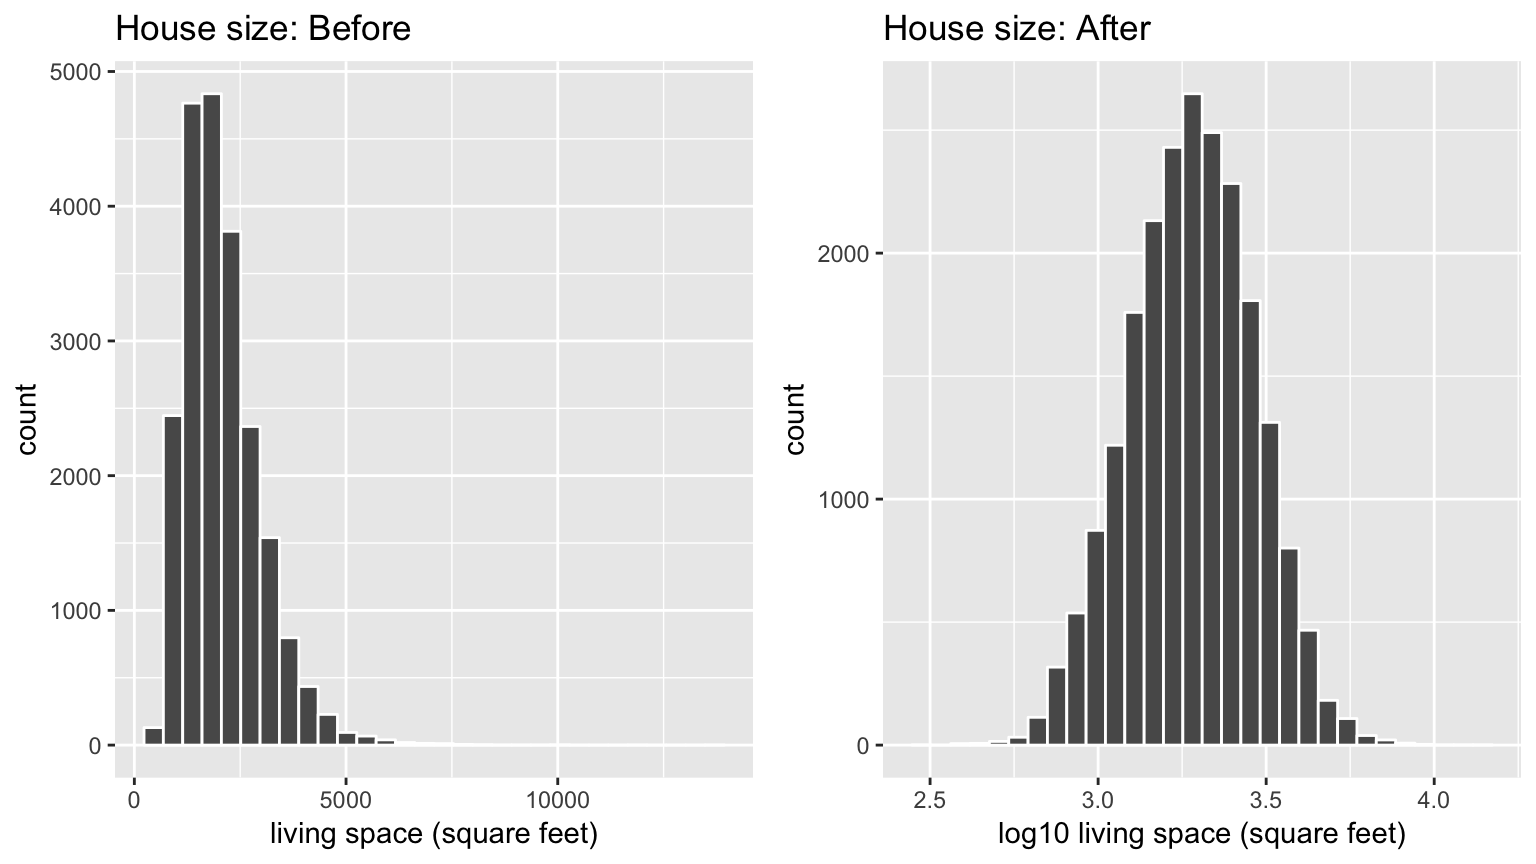 House size: Before
5000
4000
3000
2000
1000
0
count
0 5000 10000
living space (square feet)
House size: After
2000
1000
0
count
2.5 3.0 3.5 4.0
log10 living space (square feet)